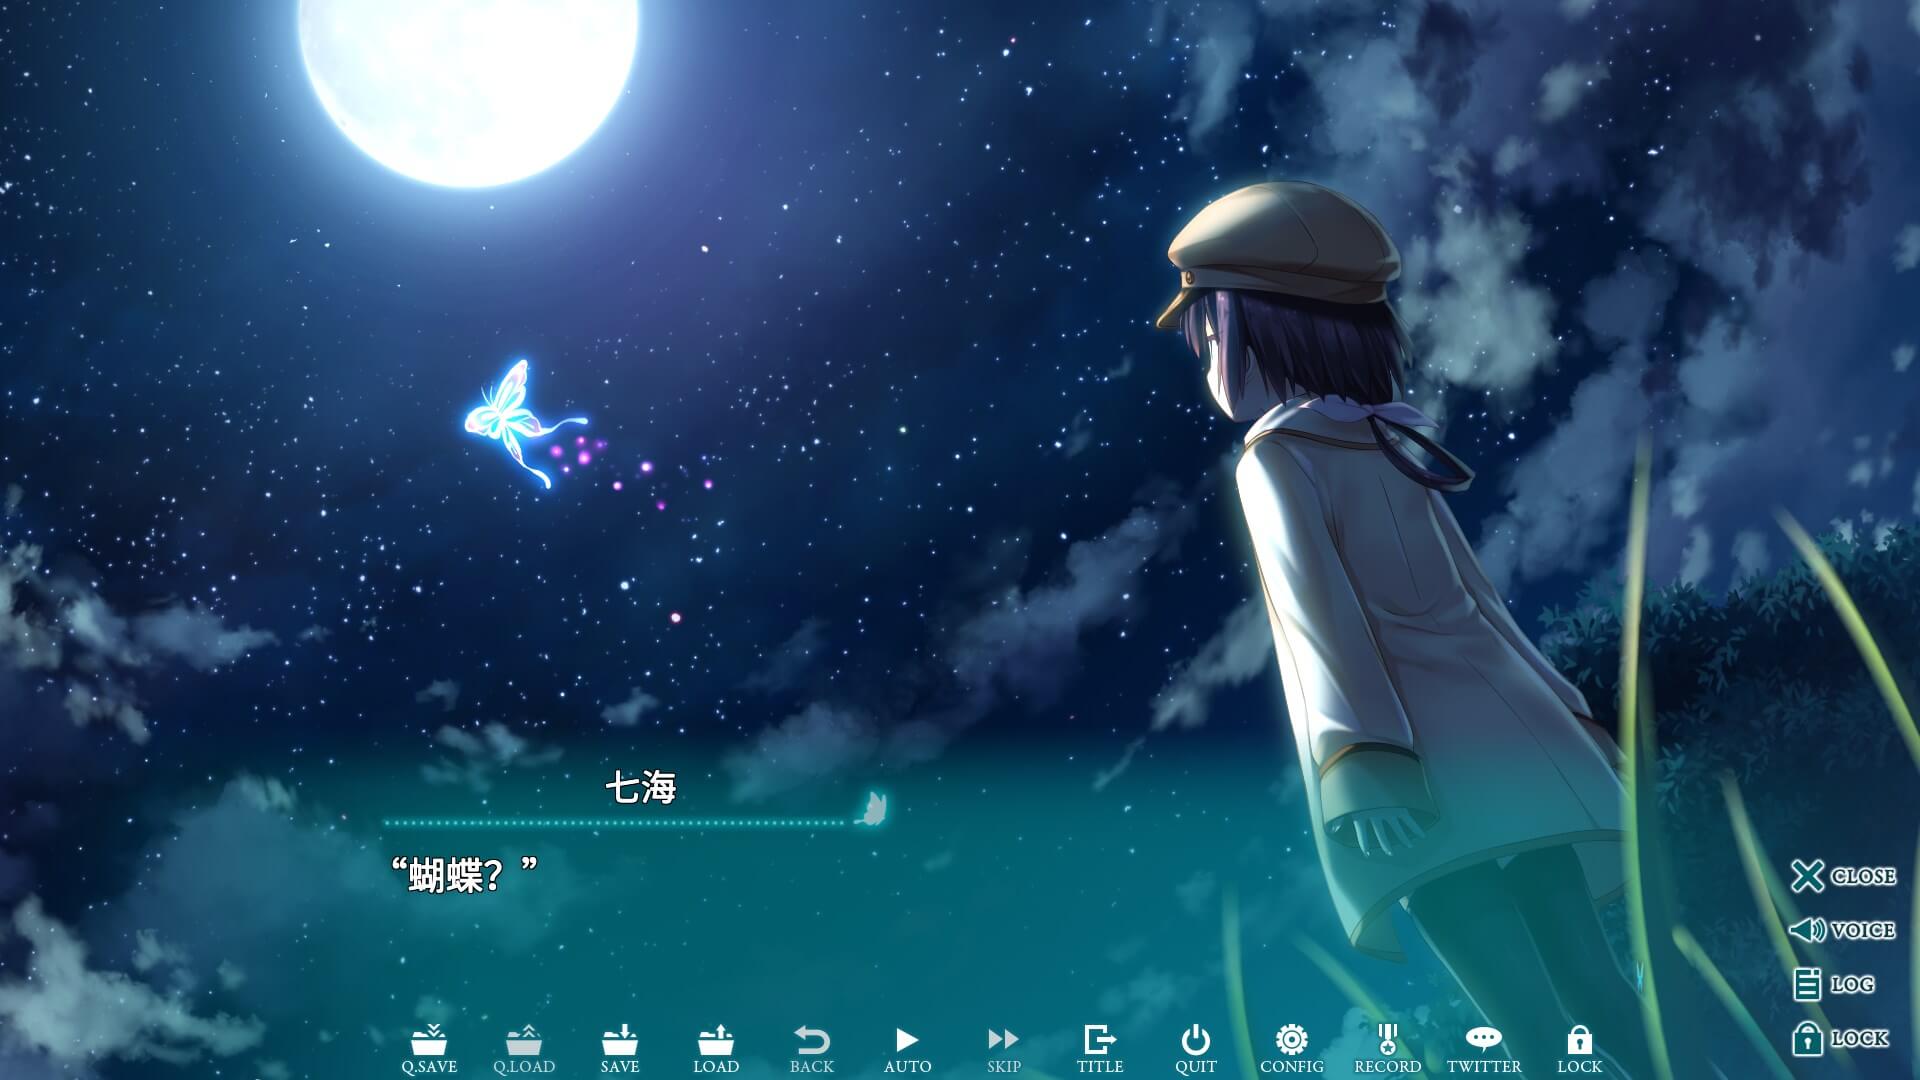 七海
“蝴蝶？”
CLOSE
VOICE
LOG
LOCK
Q.SAVE Q.LOAD SAVE LOAD BACK AUTO SKIP TITLE QUIT CONFIG RECORD TWITTER LOCK